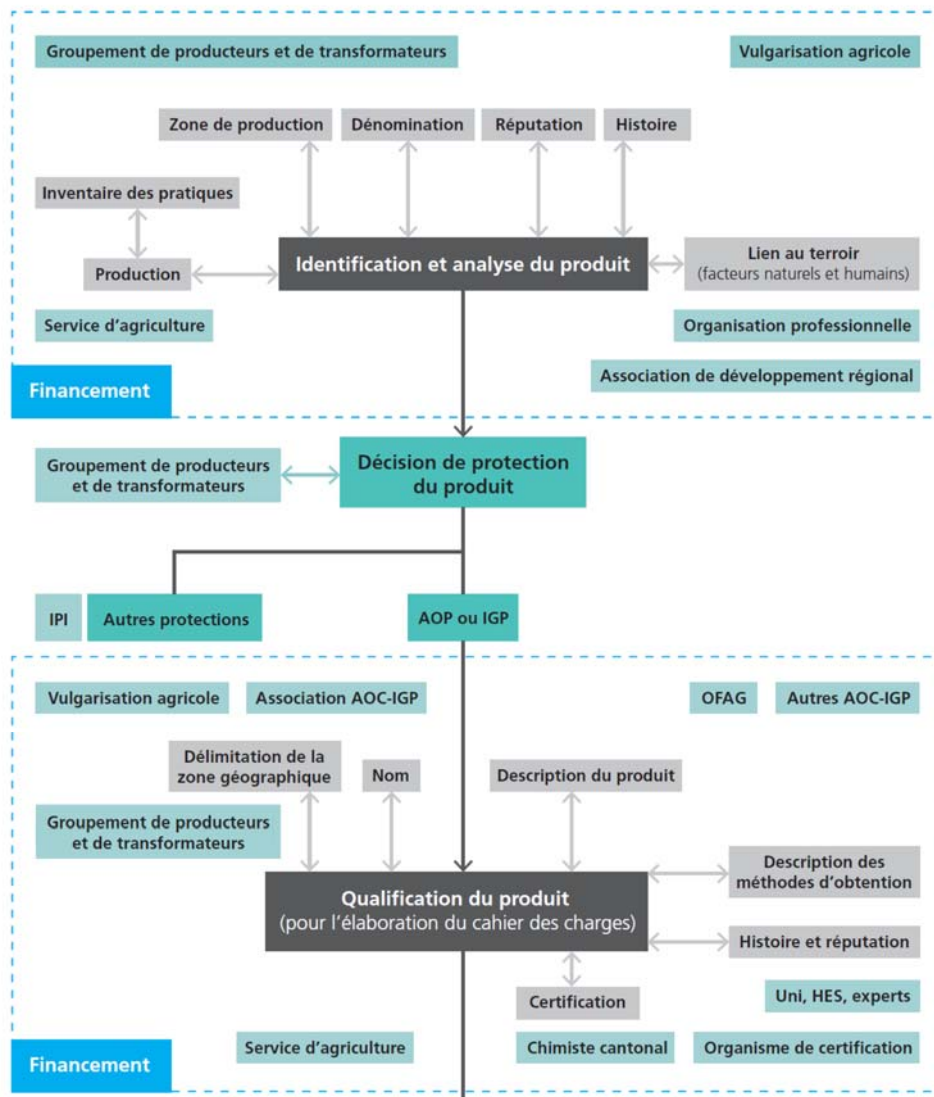 Groupement de producteurs et de transformateurs
Vulgarisation agricole
Zone de production
Dénomination
Réputation
Histoire
Inventaire des pratiques
Production
Identification et analyse du produit
Lien au terroir
(facteurs naturels et humains)
Service d'agriculture
Organisation professionnelle
Association de développement régional
Financement
Groupement de producteurs
et de transformateurs
Décision de protection
du produit
IPI
Autres protections
AOP ou IGP
Vulgarisation agricole
Association AOC-IGP
OFAG
Autres AOC-IGP
Délimitation de la
zone géographique
Nom
Description du produit
Groupement de producteurs
et de transformateurs
Description des
méthodes d'obtention
Qualification du produit
(pour l'élaboration du cahier des charges)
Histoire et réputation
Certification
Uni, HES, experts
Service d'agriculture
Chimiste cantonal
Organisme de certification
Financement